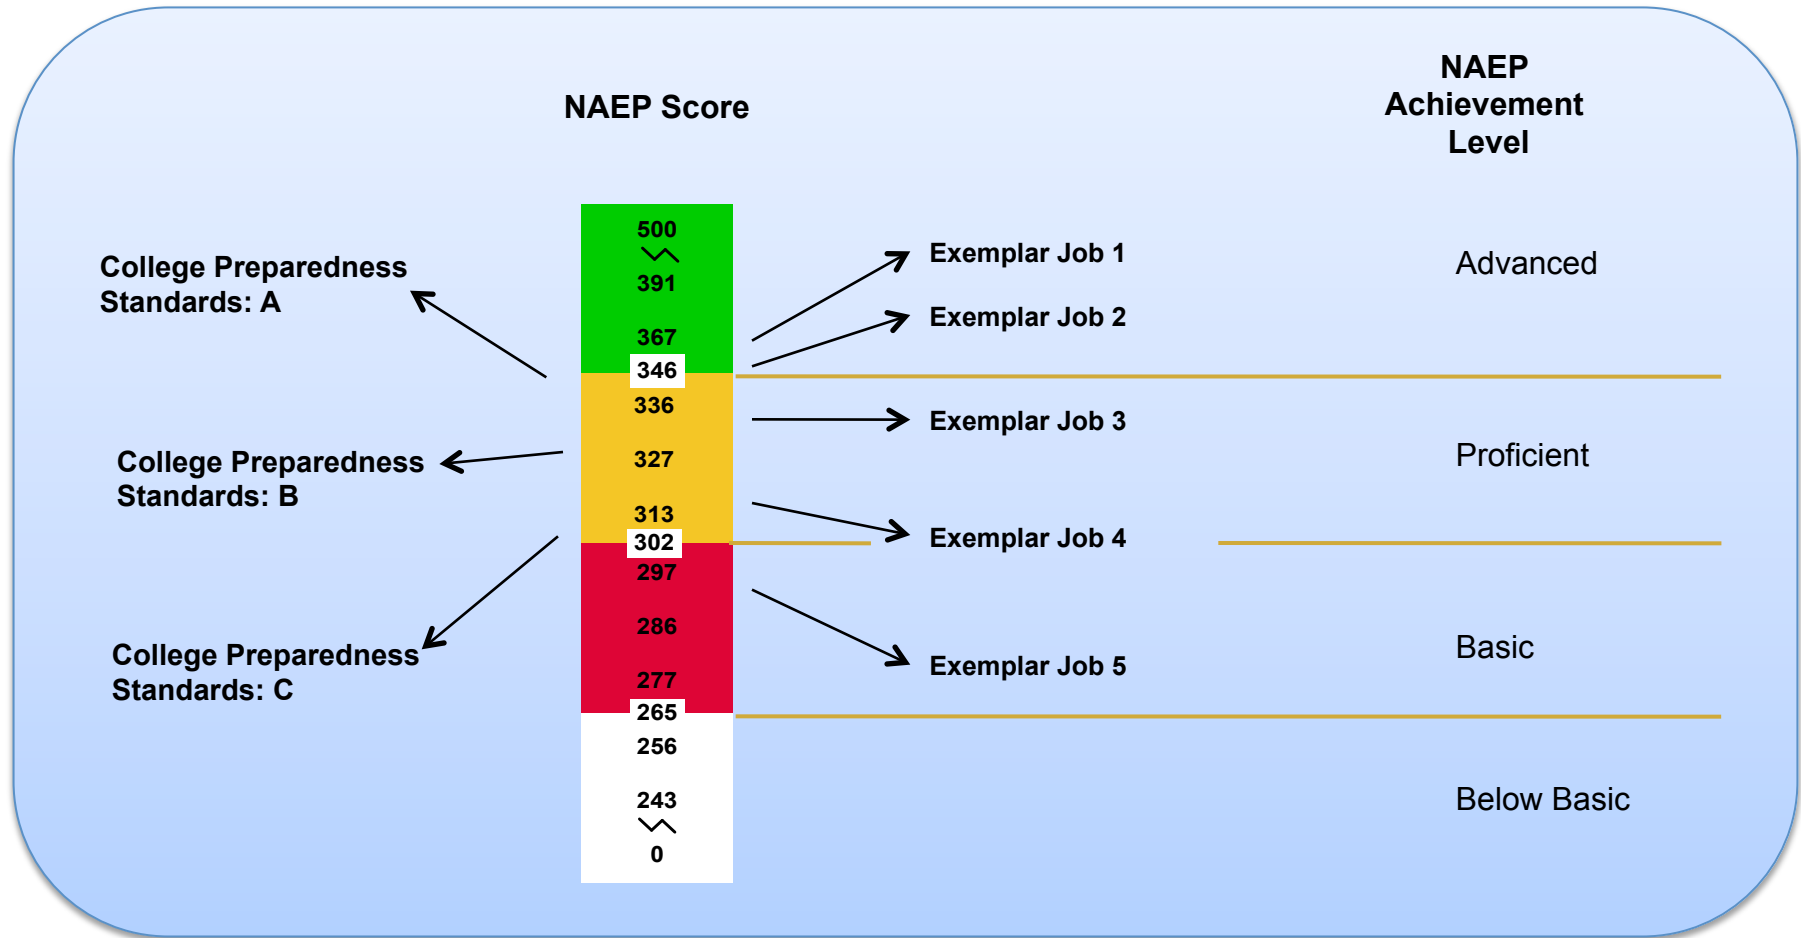 NAEP Score
NAEP
Achievement
Level
College Preparedness
Standards: A
College Preparedness
Standards: B
College Preparedness
Standards: C
500
391
367
346
336
327
313
302
297
286
277
265
256
243
0
Exemplar Job 1
Exemplar Job 2
Exemplar Job 3
Exemplar Job 4
Exemplar Job 5
Advanced
Proficient
Basic
Below Basic